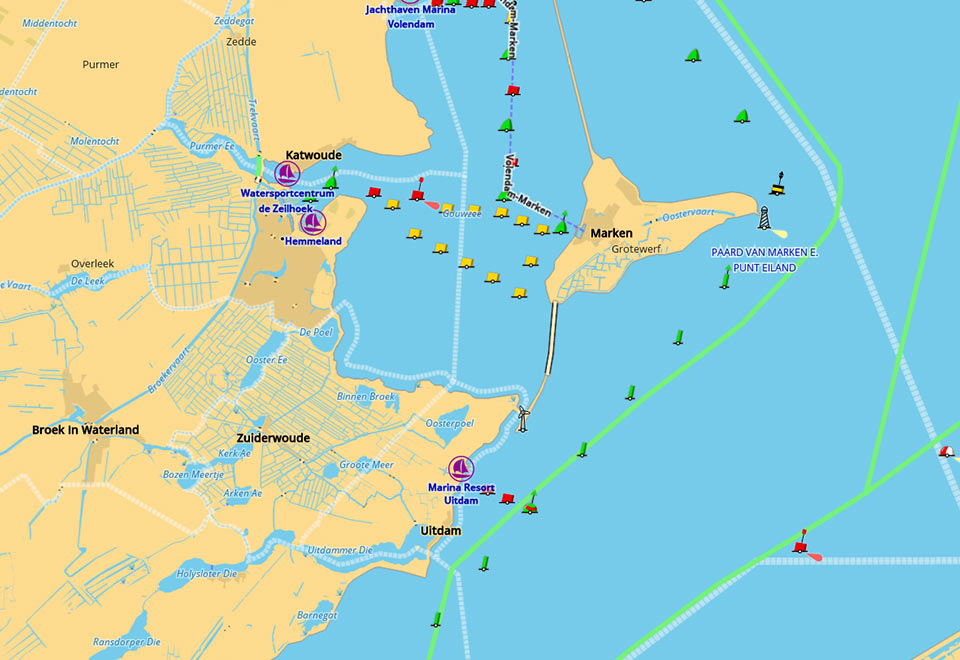 Jachthaven Marina
Volendam
Middentocht
Zeddegat
Zedde
Purmer
dentocht
Trekvaart
m-Marken
Molentocht
Purmer Ee
Katwoude
Watersportcentrum
de Zeilhoek
Hemmeland
Gouwzee
Volendam-Marken
Marken
Grotewerf
Oostervaart
PAARD VAN MARKEN E.
PUNT EILAND
Overleek
e Vaart
De Leek
De Poel
Ooster Ee
Broekervaart
Binnen Braek
Oosterpoel
Broek In Waterland
Zuiderwoude
Kerk Ae
Groote Meer
Bozen Meertje
Arken Ae
Marina Resort
Uitdam
Uitdam
Uitdammer Die
Holysloter Die
Barnegat
Ransdorper Die